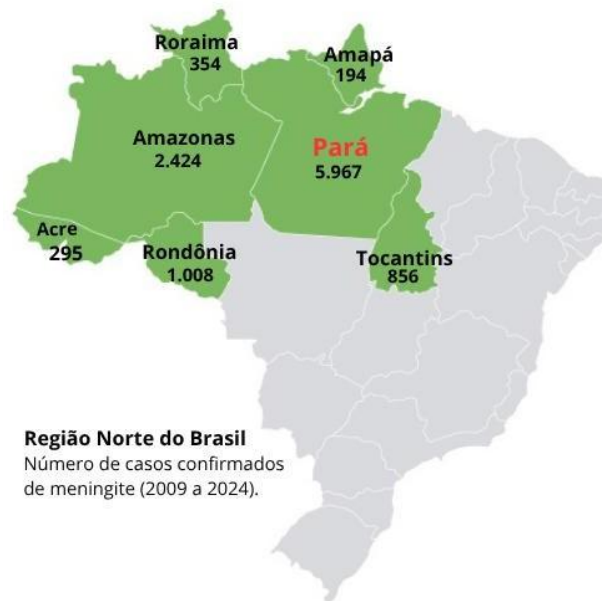 Roraima
354
Amapá
194
Amazonas
2.424
Pará
5.967
Acre
295
Rondônia
1.008
Tocantins
856
Região Norte do Brasil
Número de casos confirmados
de meningite (2009 a 2024).